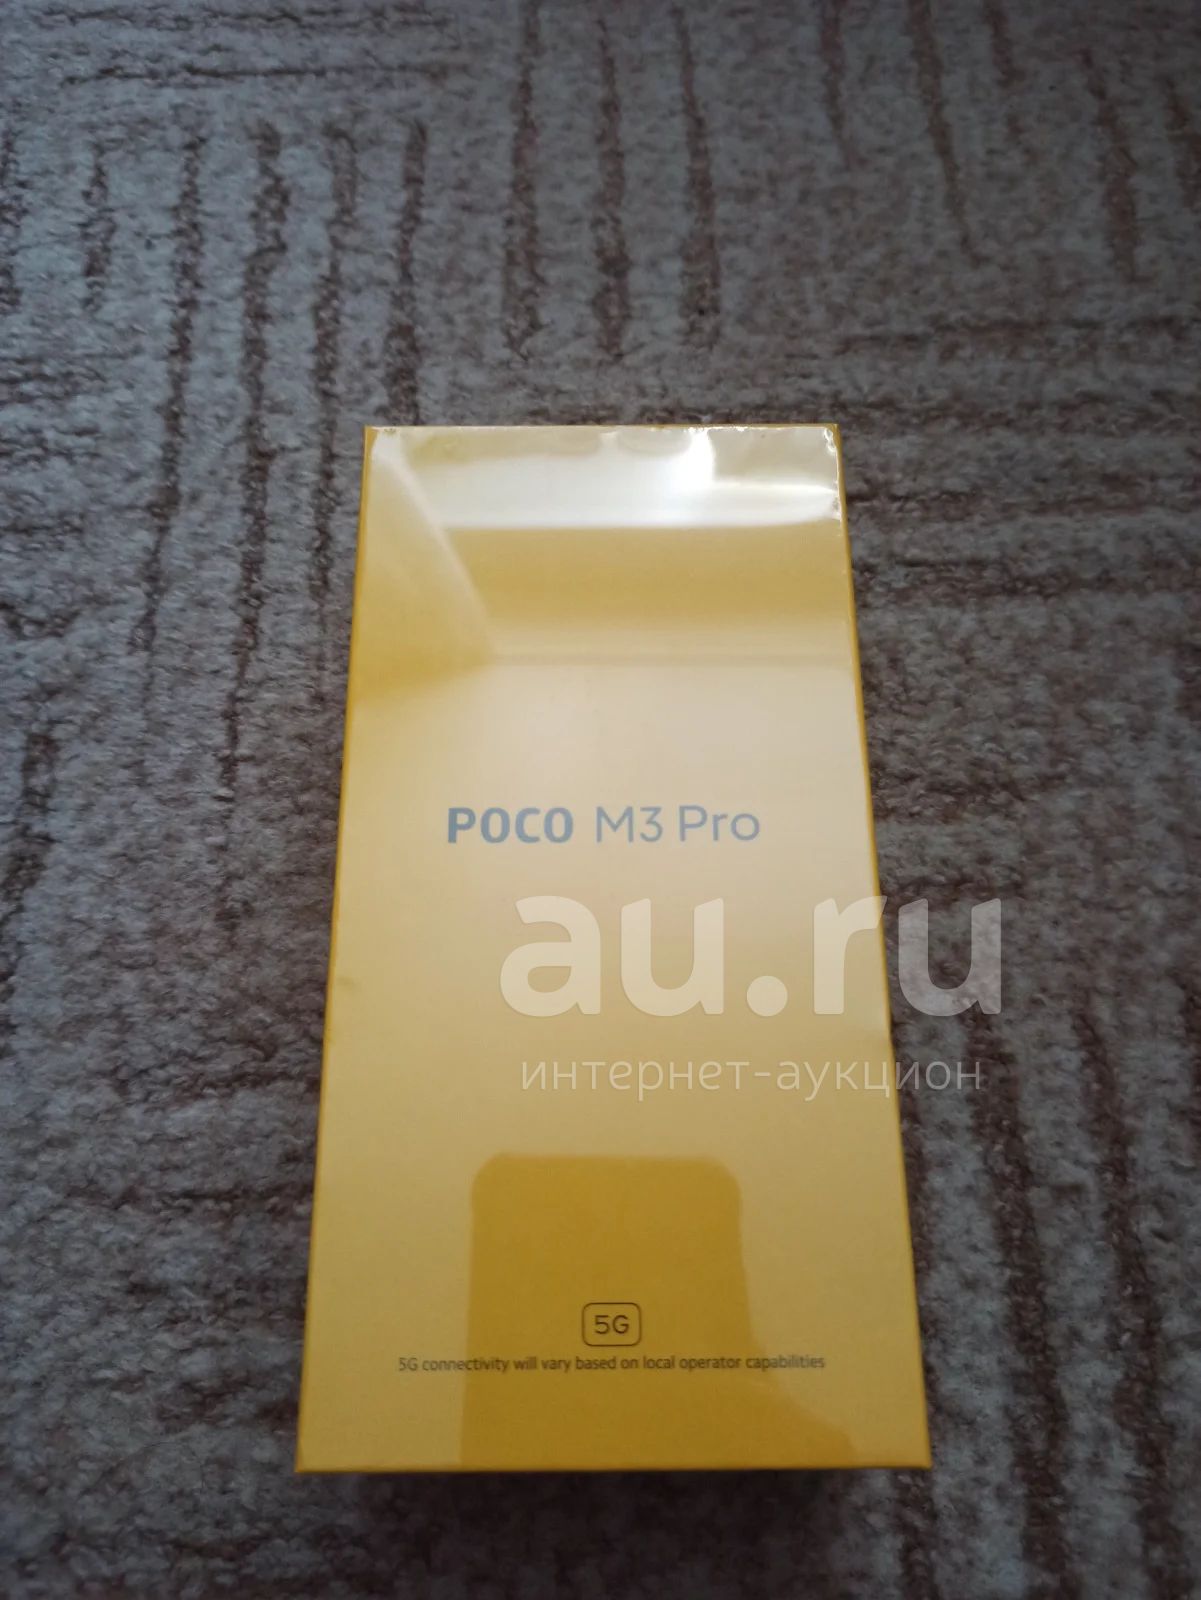 POCO M3 Pro
au.ru
интернет-аукцион
5G
5G connectivity will vary based on local operator capabilities